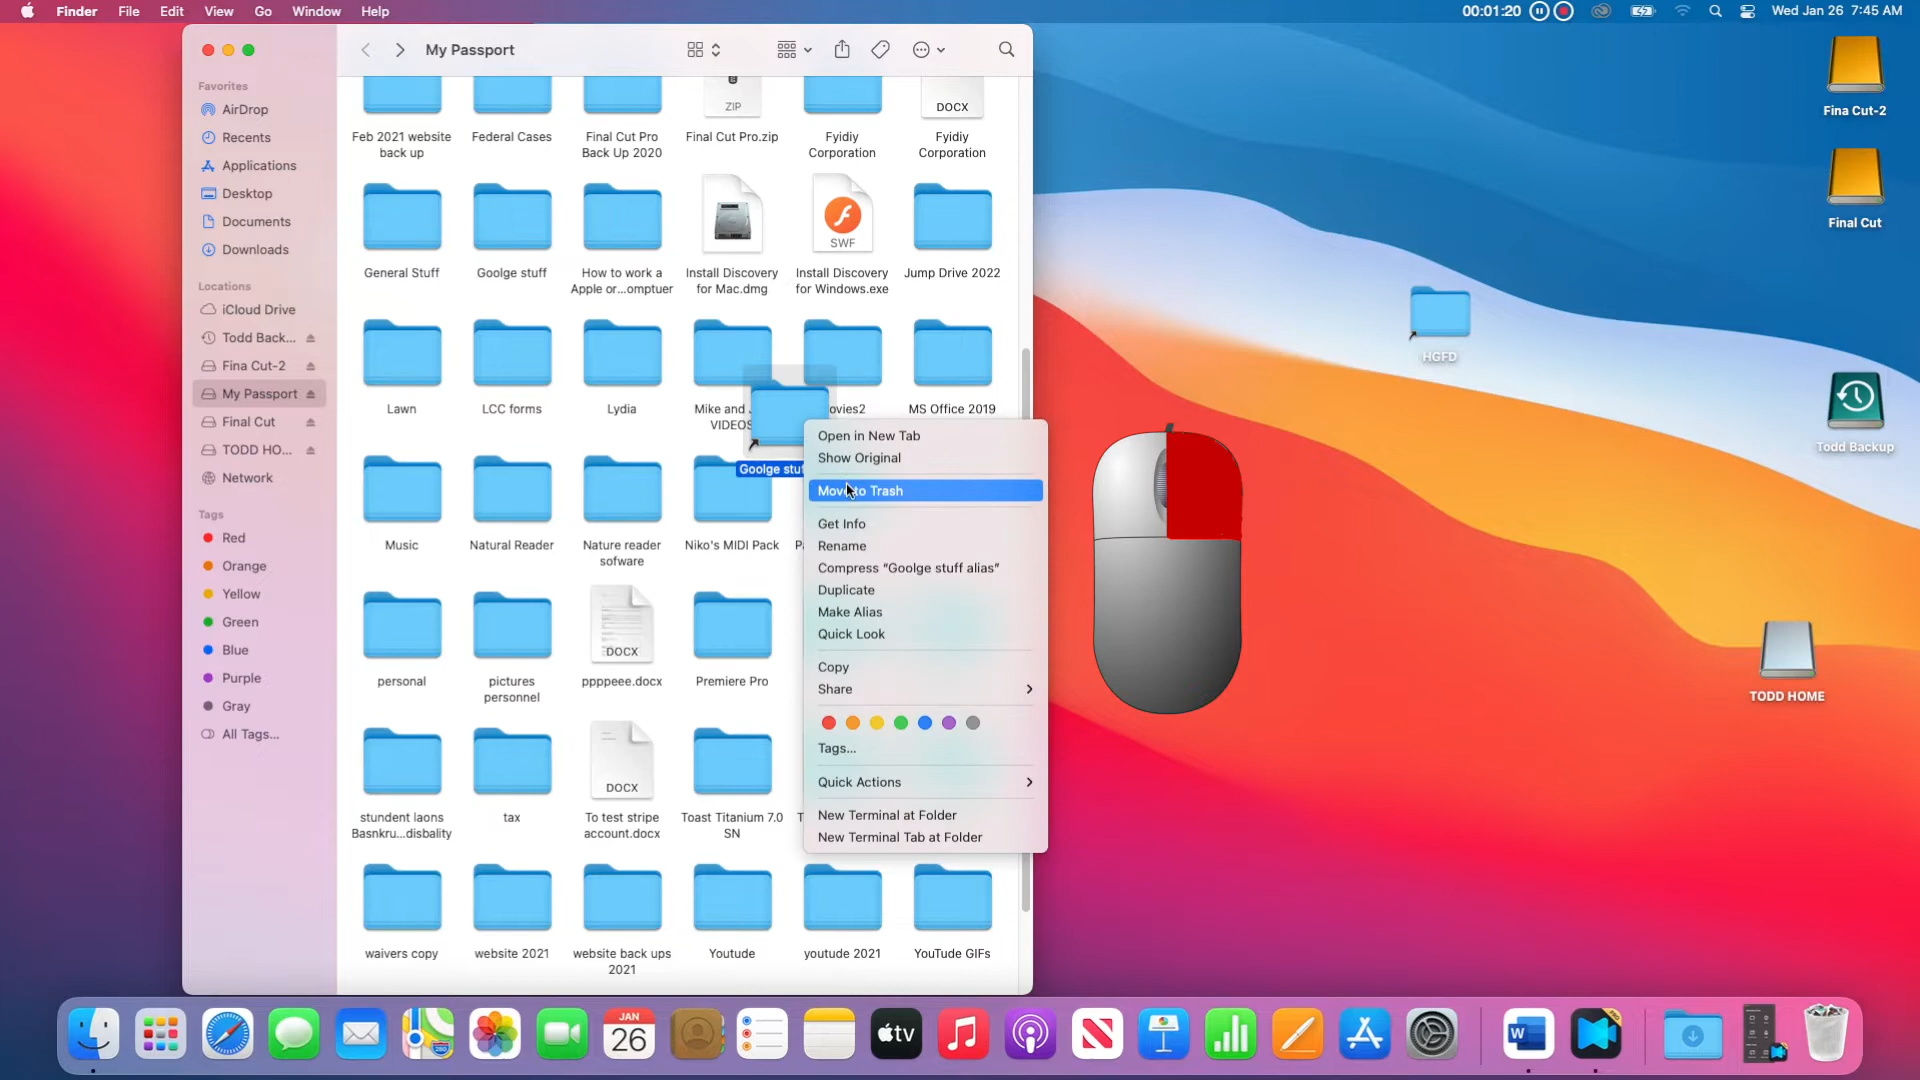 Finder File Edit View Go Window Help
00:01:20
Wed Jan 26 7:45 AM
My Passport
Favorites
AirDrop
Recents
Applications
Desktop
Documents
Downloads
Locations
iCloud Drive
Todd Back...
Fina Cut-2
My Passport
Final Cut
TODD HO...
Network
Tags
Red
Orange
Yellow
Green
Blue
Purple
Gray
All Tags...
ZIP
DOCX
Feb 2021 website
back up
Federal Cases
Final Cut Pro
Back Up 2020
Final Cut Pro.zip
Fyidiy
Corporation
Fyidiy
Corporation
SWF
General Stuff
Goolge stuff
How to work a
Apple or...omptuer
Install Discovery
for Mac.dmg
Install Discovery
for Windows.exe
Jump Drive 2022
Lawn
LCC forms
Lydia
Mike and
VIDEOS
ovies2
MS Office 2019
Goolge stuf
Music
Natural Reader
Nature reader
sofware
Niko's MIDI Pack
DOCX
personal
pictures
personnel
ppppeee.docx
Premiere Pro
DOCX
stundent laons
Basnkru...disbality
tax
To test stripe
account.docx
Toast Titanium 7.0
SN
waivers copy
website 2021
website back ups
2021
Youtude
youtude 2021
YouTude GIFs
Open in New Tab
Show Original
Move to Trash
Get Info
Rename
Compress “Goolge stuff alias”
Duplicate
Make Alias
Quick Look
Copy
Share
Tags...
Quick Actions
New Terminal at Folder
New Terminal Tab at Folder
Fina Cut-2
Final Cut
HGFD
Todd Backup
TODD HOME
JAN
26
tv
W
PRO
280